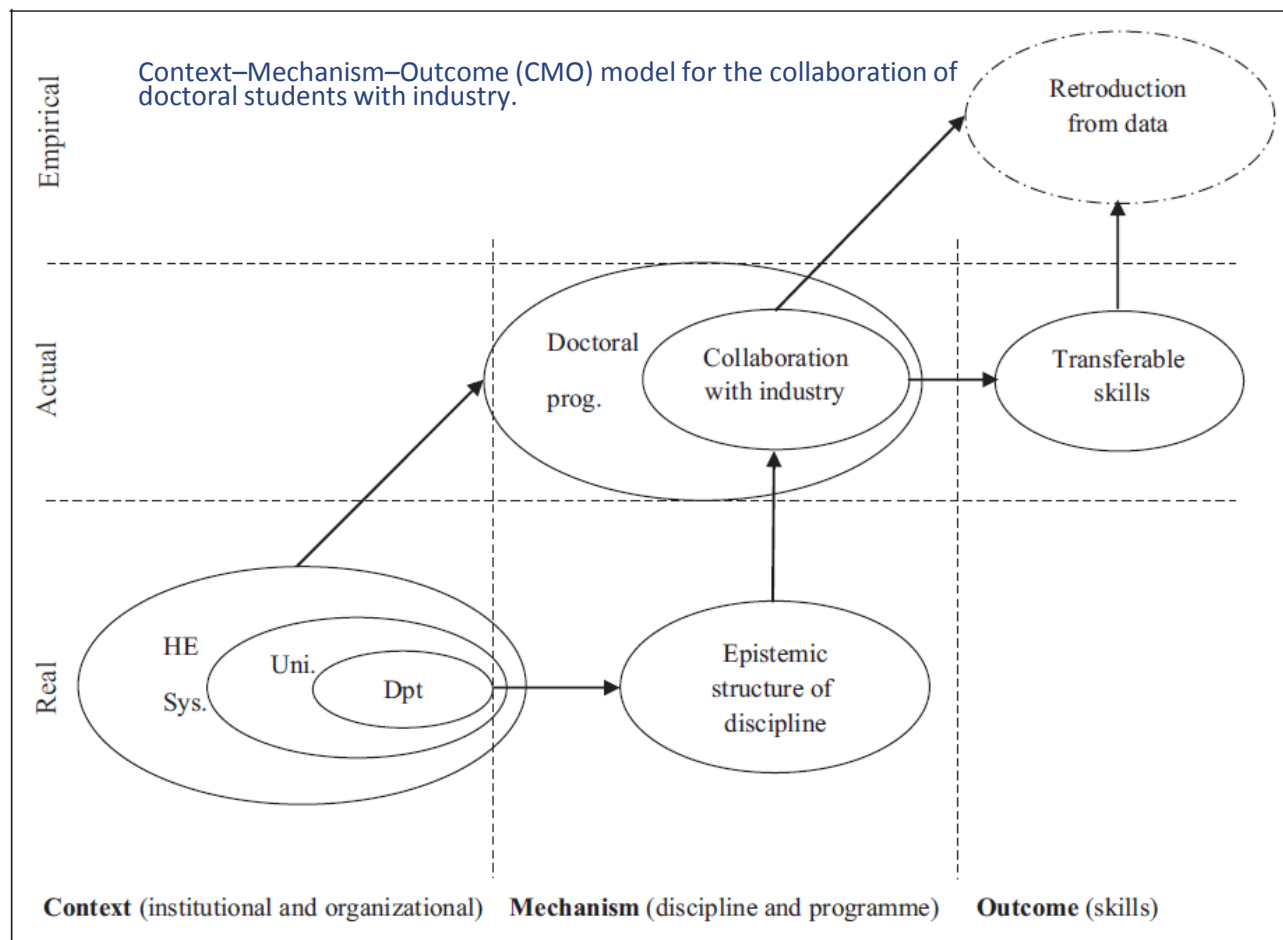 Context–Mechanism–Outcome (CMO) model for the collaboration of
doctoral students with industry.
Empirical
Retroduction
from data
Actual
Doctoral
prog.
Collaboration
with industry
Transferable
skills
Real
HE
Sys.
Uni.
Dpt
Epistemic
structure of
discipline
Context (institutional and organizational)
Mechanism (discipline and programme)
Outcome (skills)